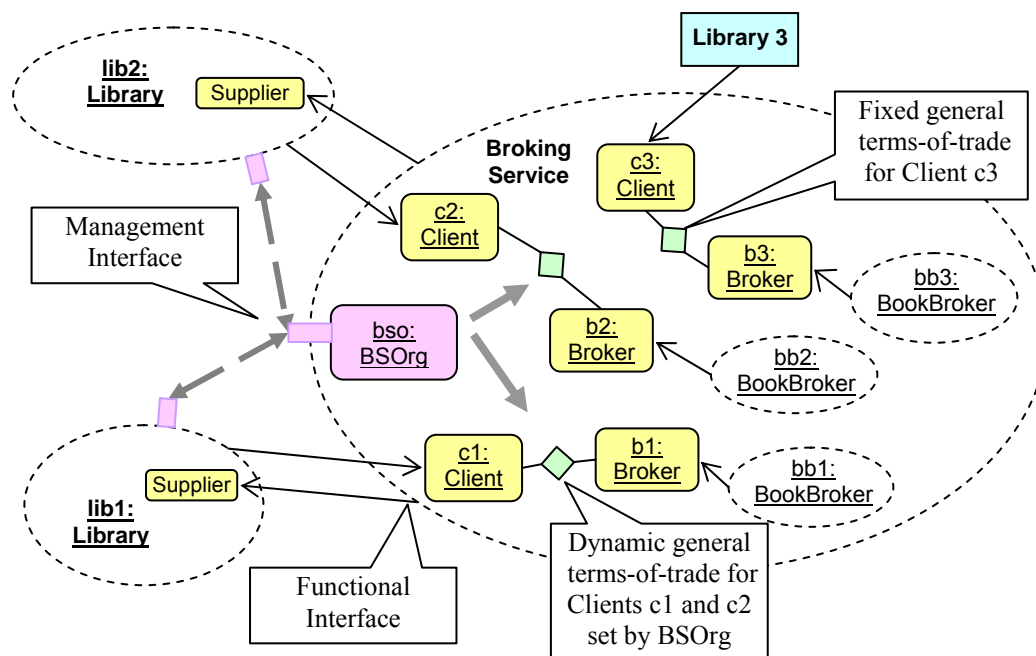 Library 3
lib2:
Library
Supplier
Fixed general
terms-of-trade
for Client c3
Broking
Service
c3:
Client
c2:
Client
Management
Interface
b3:
Broker
bb3:
BookBroker
bso:
BSOrg
b2:
Broker
bb2:
BookBroker
c1:
Client
b1:
Broker
bb1:
BookBroker
Supplier
lib1:
Library
Functional
Interface
Dynamic general
terms-of-trade for
Clients c1 and c2
set by BSOrg